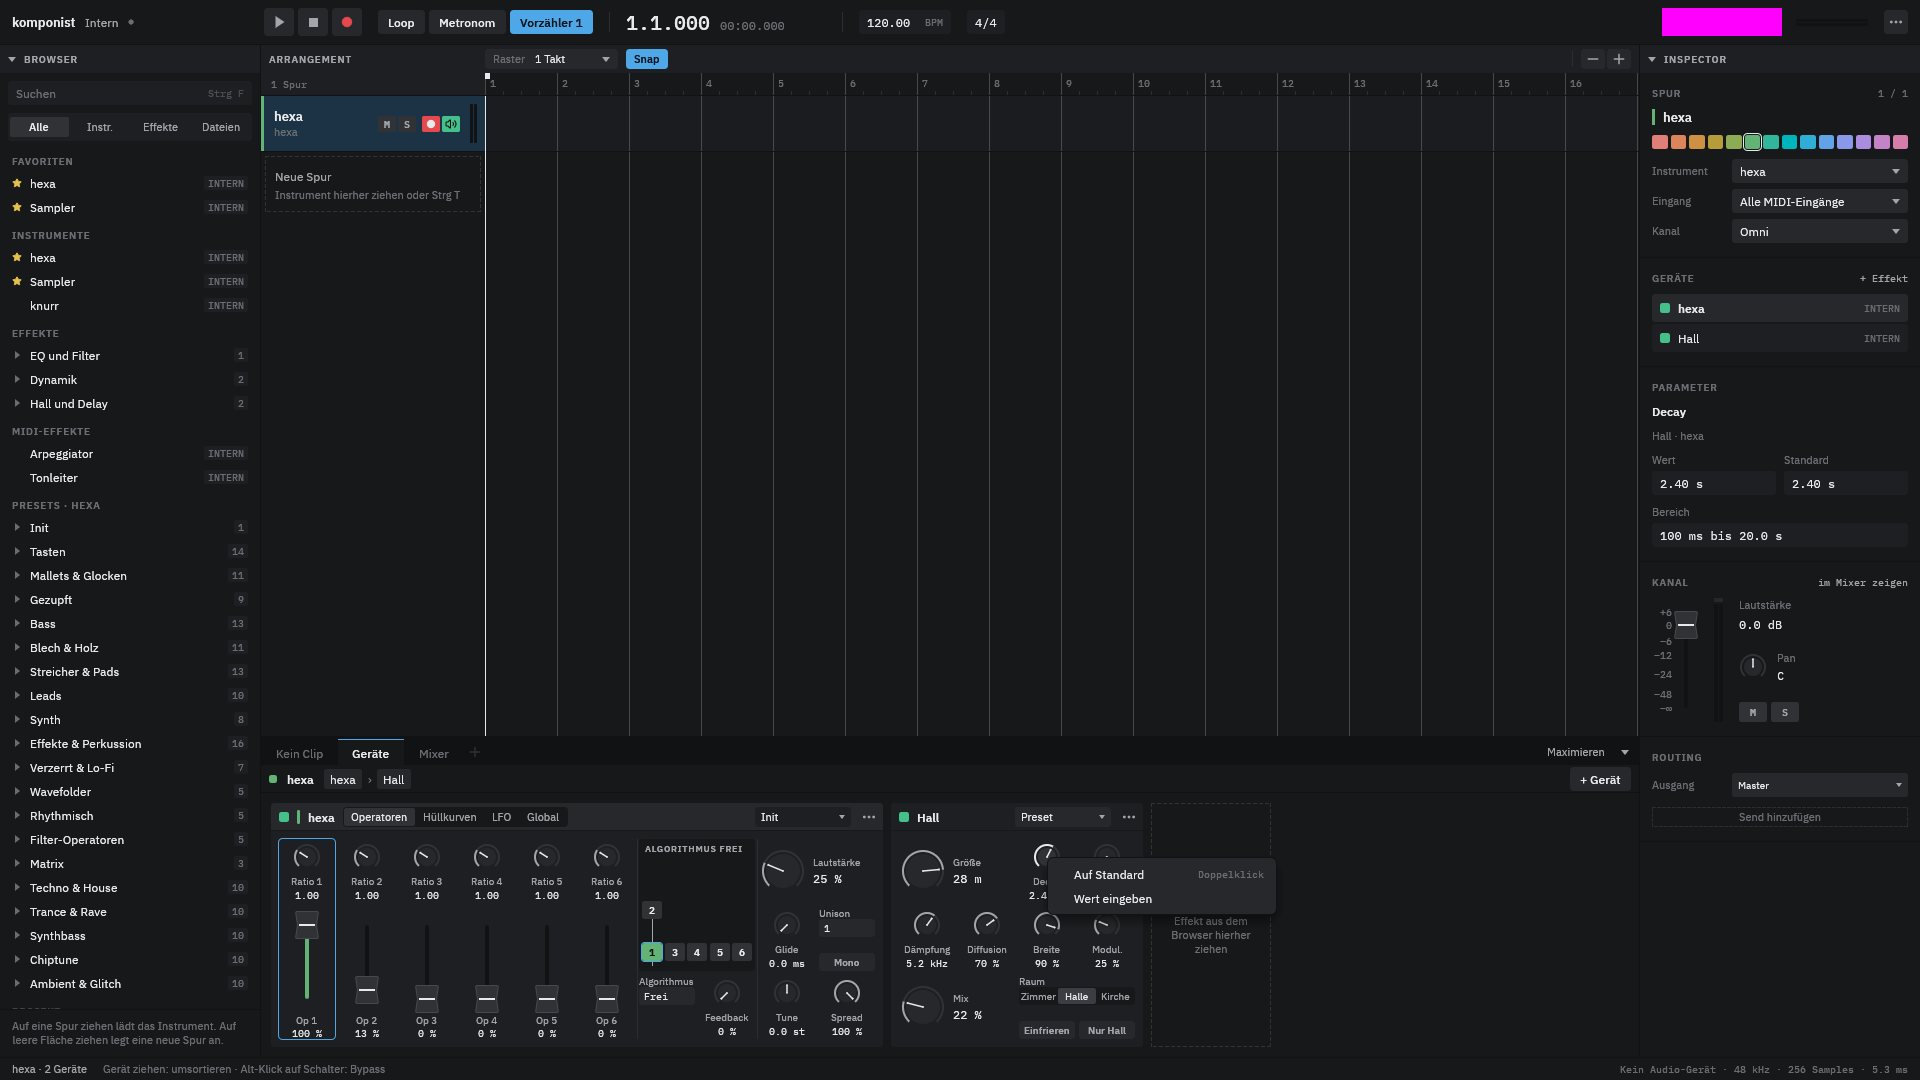 komponist Intern
Loop Metronom Vorzähler 1
1.1.000 00:00.000
120.00 BPM 4/4
BROWSER
Suchen Strg F
Alle Instr. Effekte Dateien
FAVORITEN
hexa INTERN
Sampler INTERN
INSTRUMENTE
hexa INTERN
Sampler INTERN
knurr INTERN
EFFEKTE
EQ und Filter 1
Dynamik 2
Hall und Delay 2
MIDI-EFFEKTE
Arpeggiator INTERN
Tonleiter INTERN
PRESETS · HEXA
Init 1
Tasten 14
Mallets & Glocken 11
Gezupft 9
Bass 13
Blech & Holz 11
Streicher & Pads 13
Leads 10
Synth 8
Effekte & Perkussion 16
Verzerrt & Lo-Fi 7
Wavefolder 5
Rhythmisch 5
Filter-Operatoren 5
Matrix 3
Techno & House 10
Trance & Rave 10
Synthbass 10
Chiptune 10
Ambient & Glitch 10
Auf eine Spur ziehen lädt das Instrument. Auf
leere Fläche ziehen legt eine neue Spur an.
ARRANGEMENT
Raster 1 Takt Snap
1 Spur
1 2 3 4 5 6 7 8 9 10 11 12 13 14 15 16
hexa
hexa
M S
Neue Spur
Instrument hierher ziehen oder Strg T
Kein Clip Geräte Mixer
Maximieren
hexa hexa › Hall
+ Gerät
hexa Operatoren Hüllkurven LFO Global Init
Ratio 1 Ratio 2 Ratio 3 Ratio 4 Ratio 5 Ratio 6
1.00 1.00 1.00 1.00 1.00 1.00
Op 1 Op 2 Op 3 Op 4 Op 5 Op 6
100 % 13 % 0 % 0 % 0 % 0 %
ALGORITHMUS FREI
2
1 3 4 5 6
Algorithmus
Frei
Feedback
0 %
Lautstärke
25 %
Unison
1
Glide
0.0 ms
Mono
Tune
0.0 st
Spread
100 %
Hall Preset
Größe
28 m
Auf Standard Doppelklick
Wert eingeben
Dämpfung Diffusion Breite Modul.
5.2 kHz 70 % 90 % 25 %
Mix
22 %
Raum
Zimmer Halle Kirche
Einfrieren Nur Hall
Effekt aus dem
Browser hierher
ziehen
INSPECTOR
SPUR 1 / 1
hexa
Instrument hexa
Eingang Alle MIDI-Eingänge
Kanal Omni
GERÄTE + Effekt
hexa INTERN
Hall INTERN
PARAMETER
Decay
Hall · hexa
Wert Standard
2.40 s 2.40 s
Bereich
100 ms bis 20.0 s
KANAL im Mixer zeigen
+6
0
−6
−12
−24
−48
−∞
Lautstärke
0.0 dB
Pan
C
M S
ROUTING
Ausgang Master
Send hinzufügen
hexa · 2 Geräte Gerät ziehen: umsortieren · Alt-Klick auf Schalter: Bypass
Kein Audio-Gerät · 48 kHz · 256 Samples · 5.3 ms